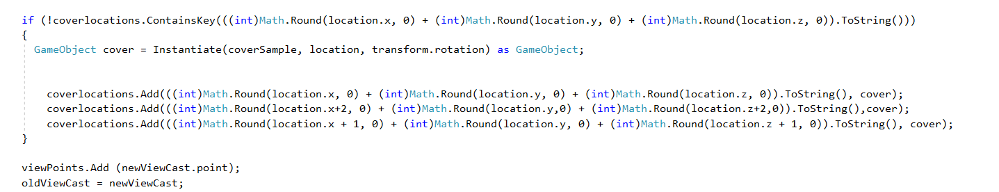 if (!coverlocations.ContainsKey(((int)Math.Round(location.x, 0) + (int)Math.Round(location.y, 0) + (int)Math.Round(location.z, 0)).ToString()))
{
GameObject cover = Instantiate(coverSample, location, transform.rotation) as GameObject;
coverlocations.Add(((int)Math.Round(location.x, 0) + (int)Math.Round(location.y, 0) + (int)Math.Round(location.z, 0)).ToString(), cover);
coverlocations.Add(((int)Math.Round(location.x+2, 0) + (int)Math.Round(location.y,0) + (int)Math.Round(location.z+2,0)).ToString(),cover);
coverlocations.Add(((int)Math.Round(location.x + 1, 0) + (int)Math.Round(location.y, 0) + (int)Math.Round(location.z + 1, 0)).ToString(), cover);
}
viewPoints.Add (newViewCast.point);
oldViewCast = newViewCast;